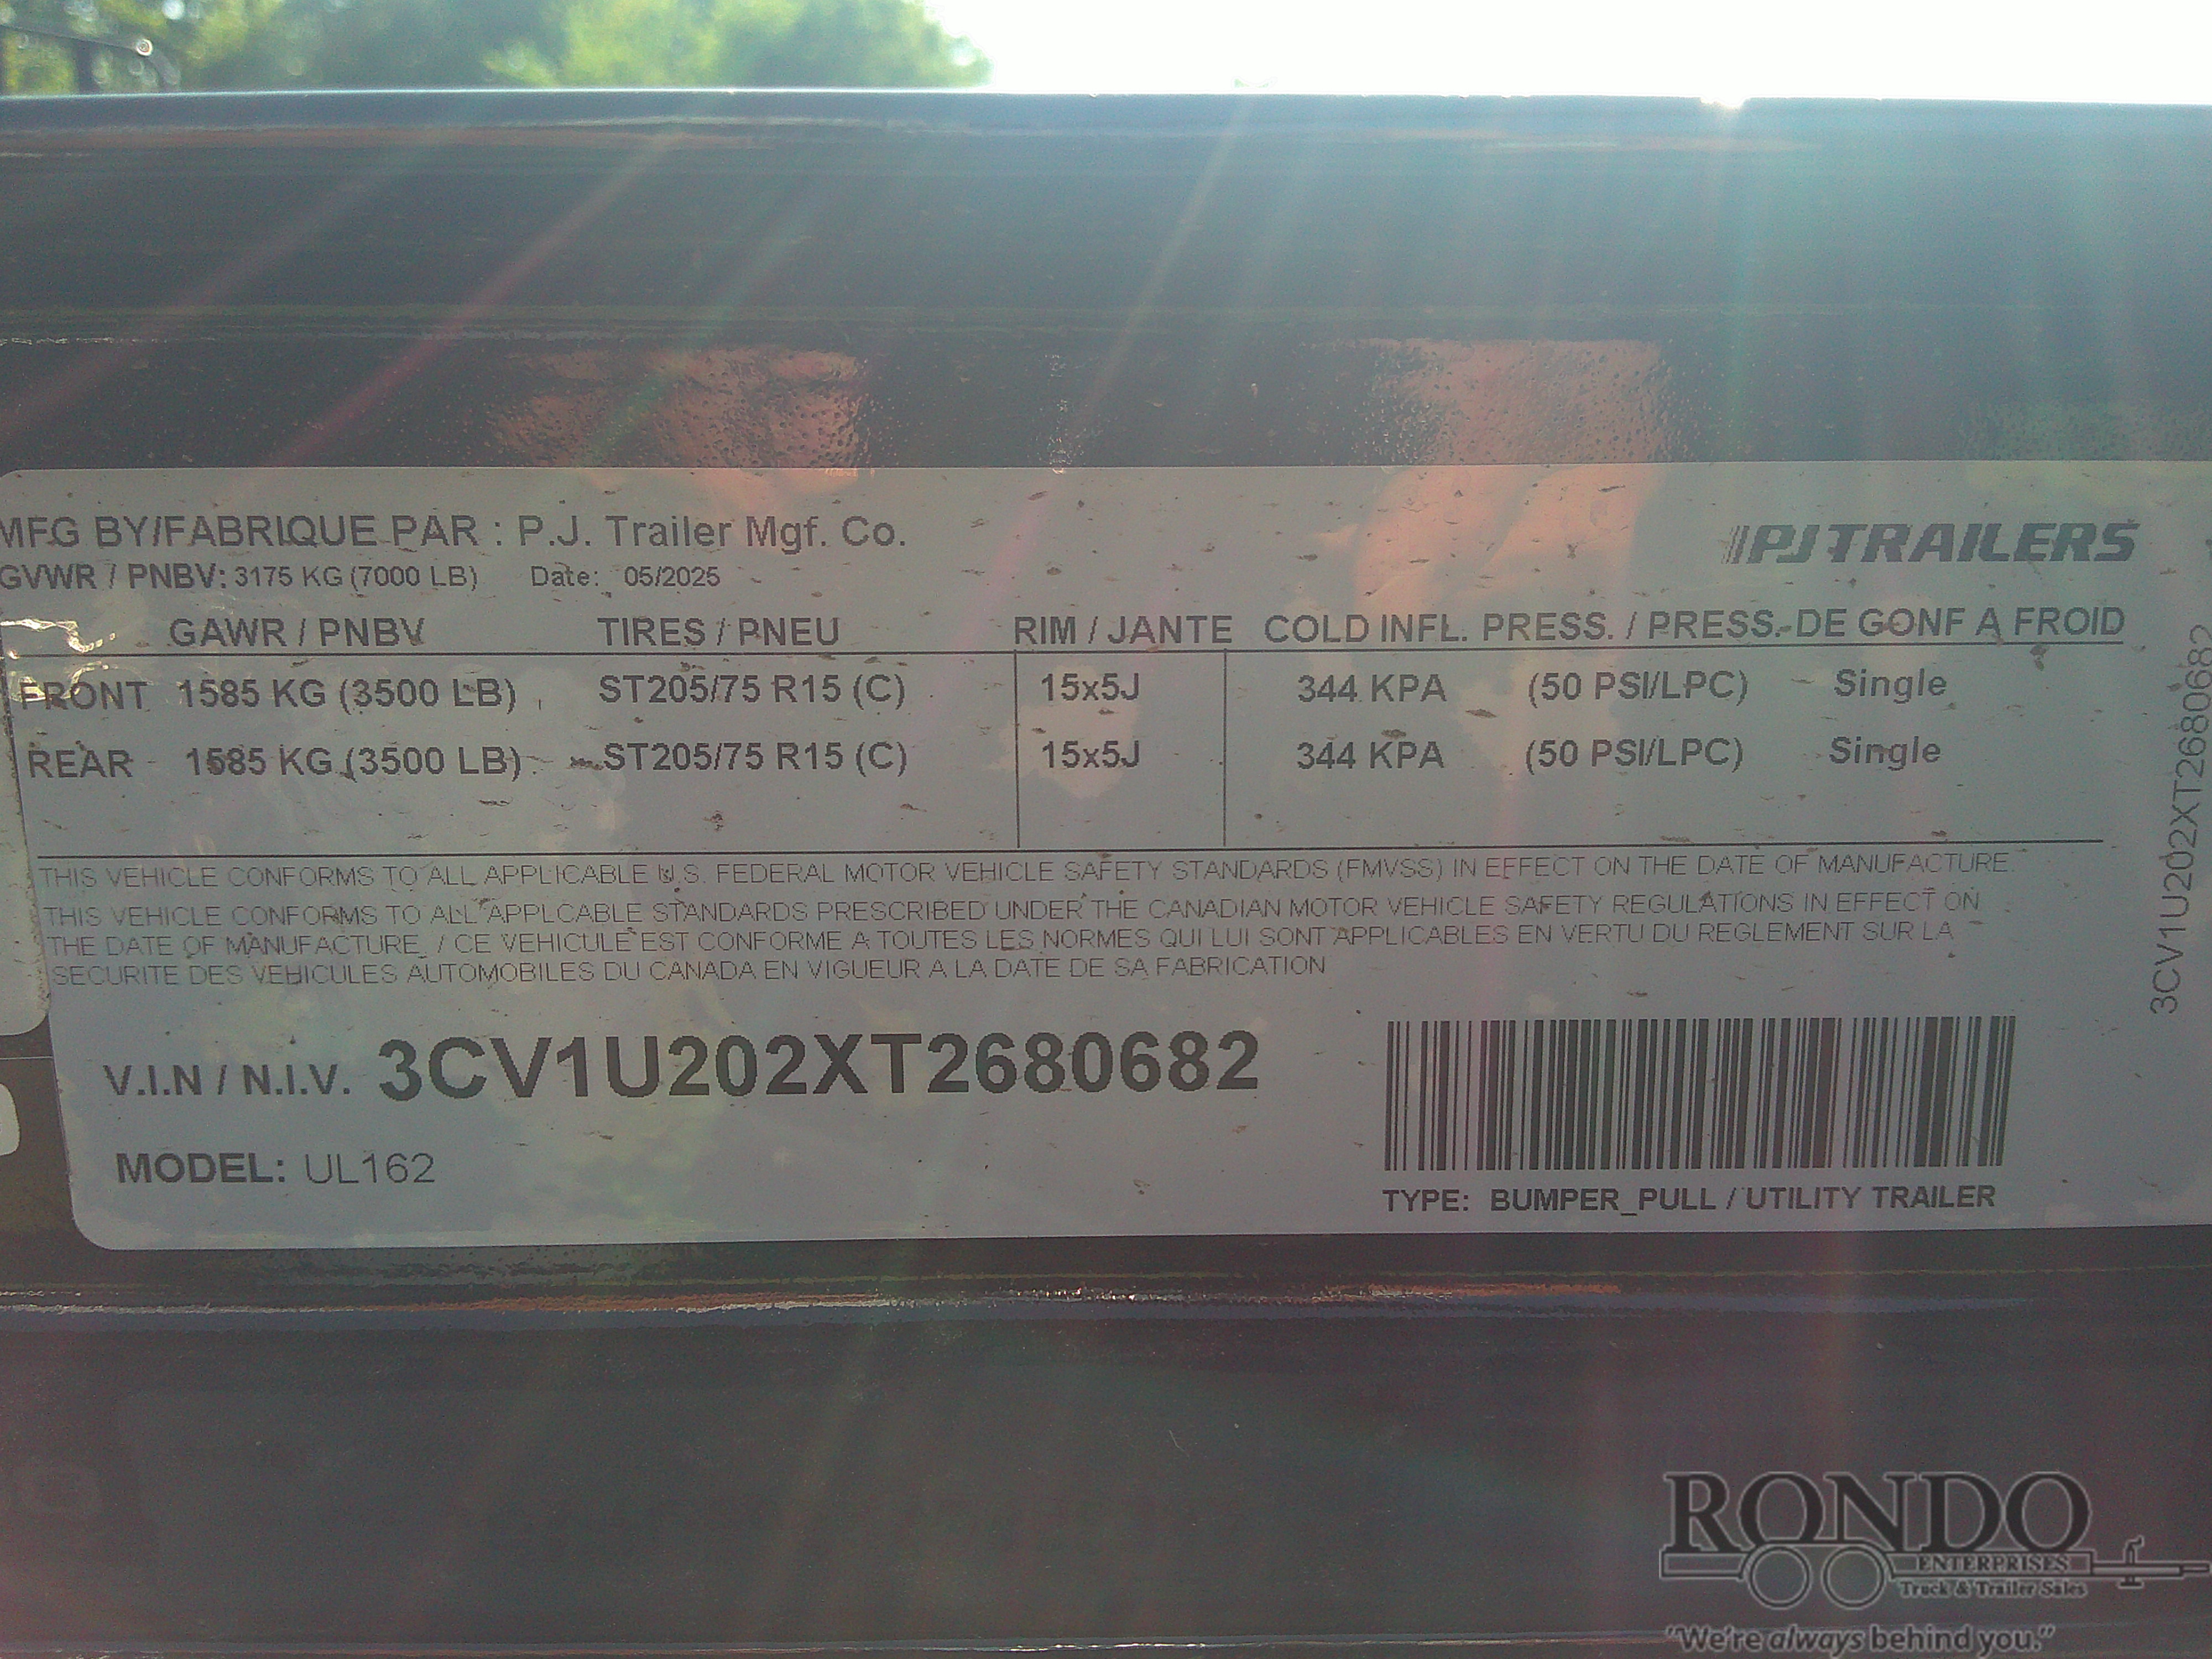 MFG BY/FABRIQUE PAR : P.J. Trailer Mgf. Co.
PJTRAILERS
GVWR / PNBV: 3175 KG (7000 LB) Date: 05/2025
GAWR / PNBV TIRES / PNEU RIM / JANTE COLD INFL. PRESS. / PRESS. DE GONF A FROID
FRONT 1585 KG (3500 LB) ST205/75 R15 (C) 15x5J 344 KPA (50 PSI/LPC) Single
REAR 1585 KG (3500 LB) ST205/75 R15 (C) 15x5J 344 KPA (50 PSI/LPC) Single
THIS VEHICLE CONFORMS TO ALL APPLICABLE U.S. FEDERAL MOTOR VEHICLE SAFETY STANDARDS (FMVSS) IN EFFECT ON THE DATE OF MANUFACTURE.
THIS VEHICLE CONFORMS TO ALL APPLCABLE STANDARDS PRESCRIBED UNDER THE CANADIAN MOTOR VEHICLE SAFETY REGULATIONS IN EFFECT ON
THE DATE OF MANUFACTURE. / CE VEHICULE EST CONFORME A TOUTES LES NORMES QUI LUI SONT APPLICABLES EN VERTU DU REGLEMENT SUR LA
SECURITE DES VEHICULES AUTOMOBILES DU CANADA EN VIGUEUR A LA DATE DE SA FABRICATION
V.I.N / N.I.V. 3CV1U202XT2680682
MODEL: UL162
TYPE: BUMPER_PULL / UTILITY TRAILER
3CV1U202XT2680682
RONDO
ENTERPRISES
Truck & Trailer Sales
"We're always behind you."